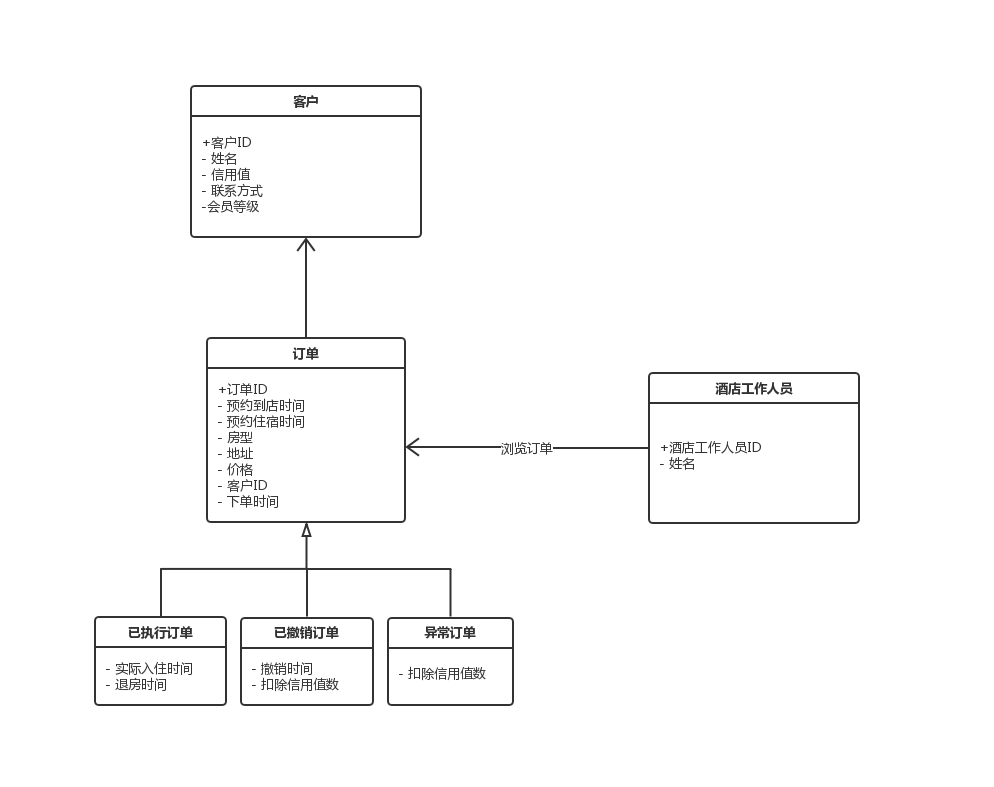 客户
+客户ID
- 姓名
- 信用值
- 联系方式
-会员等级
订单
+订单ID
- 预约到店时间
- 预约住宿时间
- 房型
- 地址
- 价格
- 客户ID
- 下单时间
浏览订单
酒店工作人员
+酒店工作人员ID
- 姓名
已执行订单
- 实际入住时间
- 退房时间
已撤销订单
- 撤销时间
- 扣除信用值数
异常订单
- 扣除信用值数